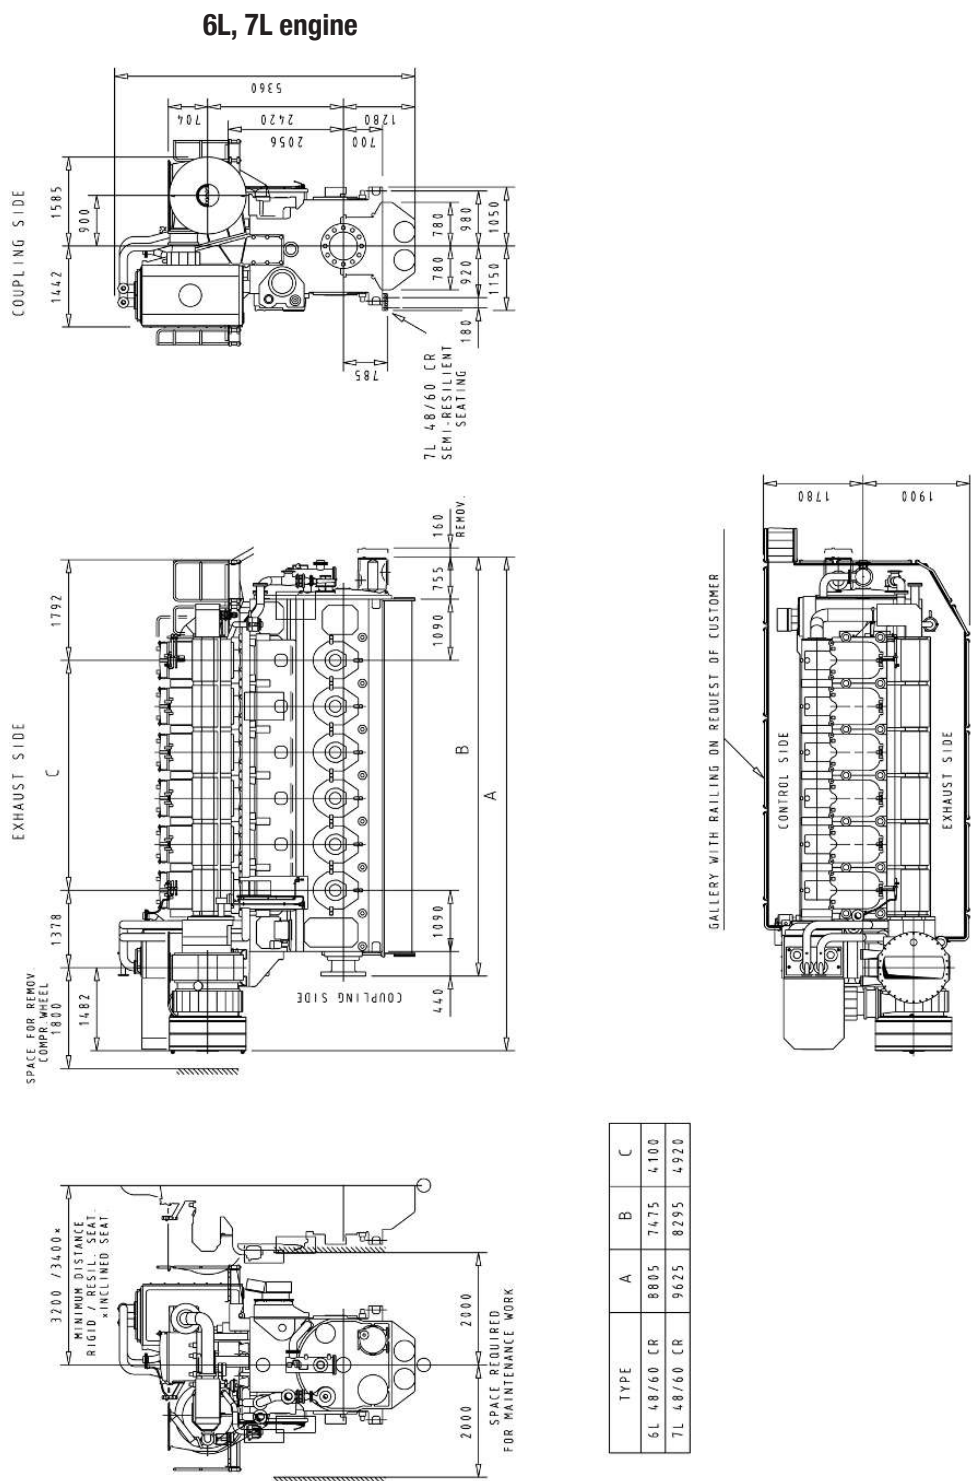 6L, 7L engine
COUPLING SIDE
5360
704
2420
1280
2056
700
1585
900
1442
780
980
1050
780
920
1150
180
785
7L 48/60 CR
SEMI-RESILIENT
SEATING
EXHAUST SIDE
1792
C
1378
SPACE FOR REMOV.
COMPR. WHEEL
1800
1482
160
REMOV.
755
1090
B
A
1090
440
COUPLING SIDE
1780
1900
GALLERY WITH RAILING ON REQUEST OF CUSTOMER
CONTROL SIDE
EXHAUST SIDE
3200 /3400×
MINIMUM DISTANCE
RIGID / RESIL. SEAT.
×INCLINED SEAT
2000
2000
SPACE REQUIRED
FOR MAINTENANCE WORK
TYPE A B C
6L 48/60 CR 8805 7475 4100
7L 48/60 CR 9625 8295 4920